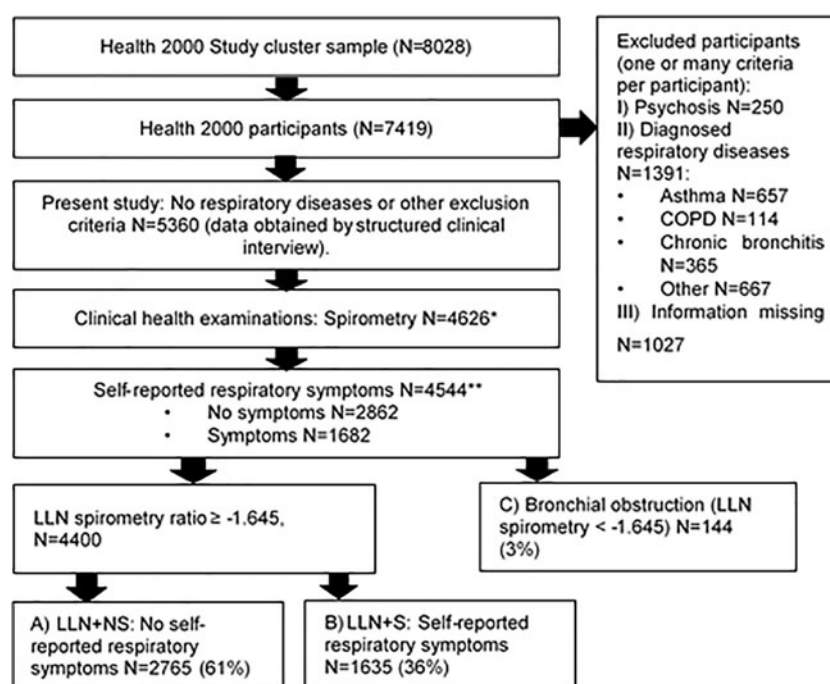 Health 2000 Study cluster sample (N=8028)
Health 2000 participants (N=7419)
Excluded participants
(one or many criteria
per participant):
I) Psychosis N=250
II) Diagnosed
respiratory diseases
N=1391:
• Asthma N=657
• COPD N=114
• Chronic bronchitis
N=365
• Other N=667
III) Information missing
N=1027
Present study: No respiratory diseases or other exclusion
criteria N=5360 (data obtained by structured clinical
interview).
Clinical health examinations: Spirometry N=4626*
Self-reported respiratory symptoms N=4544**
• No symptoms N=2862
• Symptoms N=1682
LLN spirometry ratio ≥ -1.645,
N=4400
C) Bronchial obstruction (LLN
spirometry < -1.645) N=144
(3%)
A) LLN+NS: No self-
reported respiratory
symptoms N=2765 (61%)
B) LLN+S: Self-reported
respiratory symptoms
N=1635 (36%)